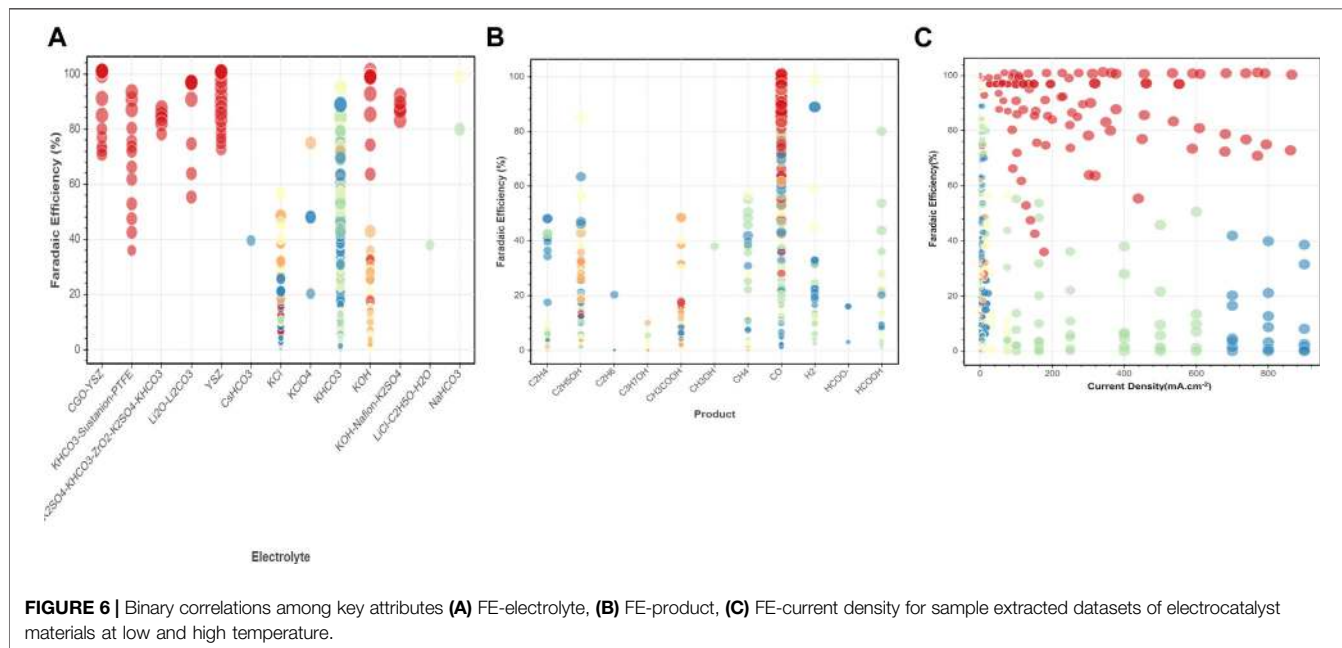 A
B
C
100
80
60
40
20
0
Faradaic Efficiency (%)
CGO-YSZ
KHCO3-Sustanion-PTFE
K2SO4-KHCO3-ZrO2-K2SO4-KHCO3
Li2O-Li2CO3
YSZ
CsHCO3
KCl
KClO4
KHCO3
KOH
KOH-Nafion-K2SO4
LiCl-C2H5O-H2O
NaHCO3
Electrolyte
100
80
60
40
20
0
Faradaic Efficiency (%)
C2H4
C2H5OH
C2H6
C3H7OH
CH3COOH
CH3OH
CH4
CO
H2
HCOO-
HCOOH
Product
100
80
60
40
20
0
Faradaic Efficiency(%)
0
200
400
600
800
Current Density(mA.cm-2)
FIGURE 6 | Binary correlations among key attributes (A) FE-electrolyte, (B) FE-product, (C) FE-current density for sample extracted datasets of electrocatalyst
materials at low and high temperature.